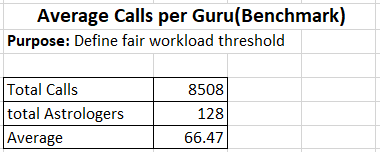 Average Calls per Guru(Benchmark)
Purpose: Define fair workload threshold
Total Calls 8508
total Astrologers 128
Average 66.47